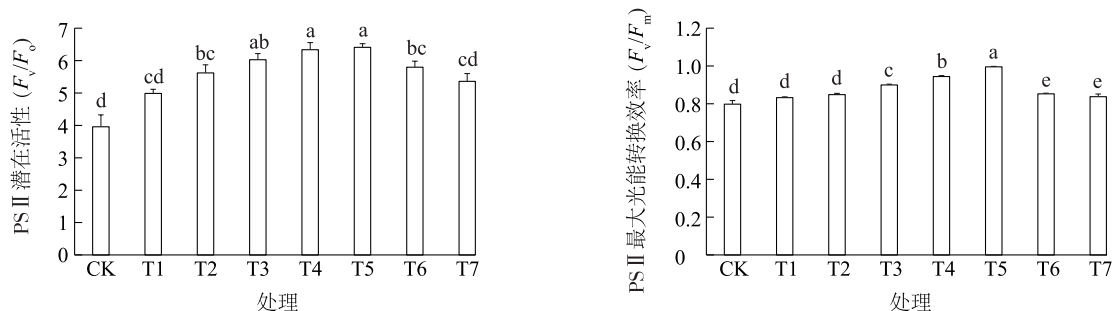 PSⅡ潜在活性 (Fv/Fo)
7
6
5
4
3
2
1
0
d
cd
bc
ab
a
a
bc
cd
CK T1 T2 T3 T4 T5 T6 T7
处理
PSⅡ最大光能转换效率 (Fv/Fm)
1.2
1.0
0.8
0.6
0.4
0.2
0
d
d
d
c
b
a
e
e
CK T1 T2 T3 T4 T5 T6 T7
处理